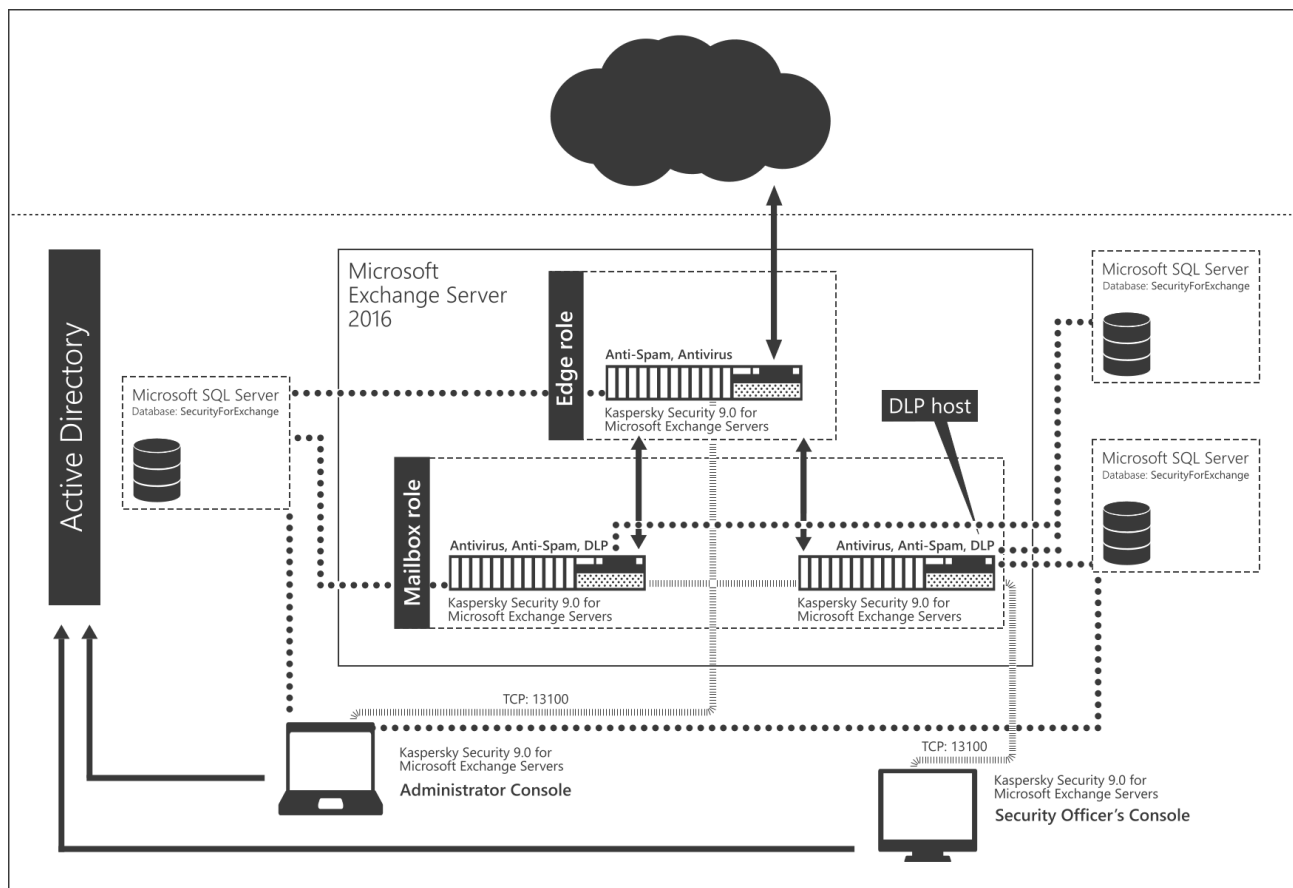 Active Directory
Microsoft SQL Server
Database: SecurityForExchange
Microsoft
Exchange Server
2016
Edge role
Anti-Spam, Antivirus
Kaspersky Security 9.0 for
Microsoft Exchange Servers
Mailbox role
Antivirus, Anti-Spam, DLP
Kaspersky Security 9.0 for
Microsoft Exchange Servers
DLP host
Antivirus, Anti-Spam, DLP
Kaspersky Security 9.0 for
Microsoft Exchange Servers
Microsoft SQL Server
Database: SecurityForExchange
Microsoft SQL Server
Database: SecurityForExchange
TCP: 13100
Kaspersky Security 9.0 for
Microsoft Exchange Servers
Administrator Console
TCP: 13100
Kaspersky Security 9.0 for
Microsoft Exchange Servers
Security Officer's Console